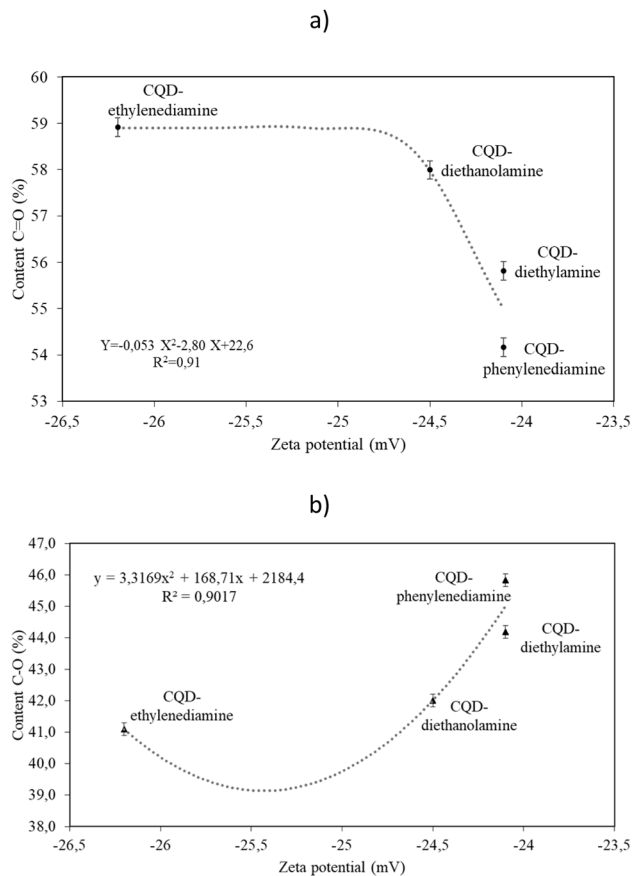 a)
60
59
58
57
56
55
54
53
Content C=O (%)
CQD-
ethylenediamine
CQD-
diethanolamine
CQD-
diethylamine
CQD-
phenylenediamine
Y=-0,053 X²-2,80 X+22,6
R²=0,91
-26,5 -26 -25,5 -25 -24,5 -24 -23,5
Zeta potential (mV)
b)
47,0
46,0
45,0
44,0
43,0
42,0
41,0
40,0
39,0
38,0
Content C-O (%)
y = 3,3169x² + 168,71x + 2184,4
R² = 0,9017
CQD-
phenylenediamine
CQD-
diethylamine
CQD-
ethylenediamine
CQD-
diethanolamine
-26,5 -26 -25,5 -25 -24,5 -24 -23,5
Zeta potential (mV)